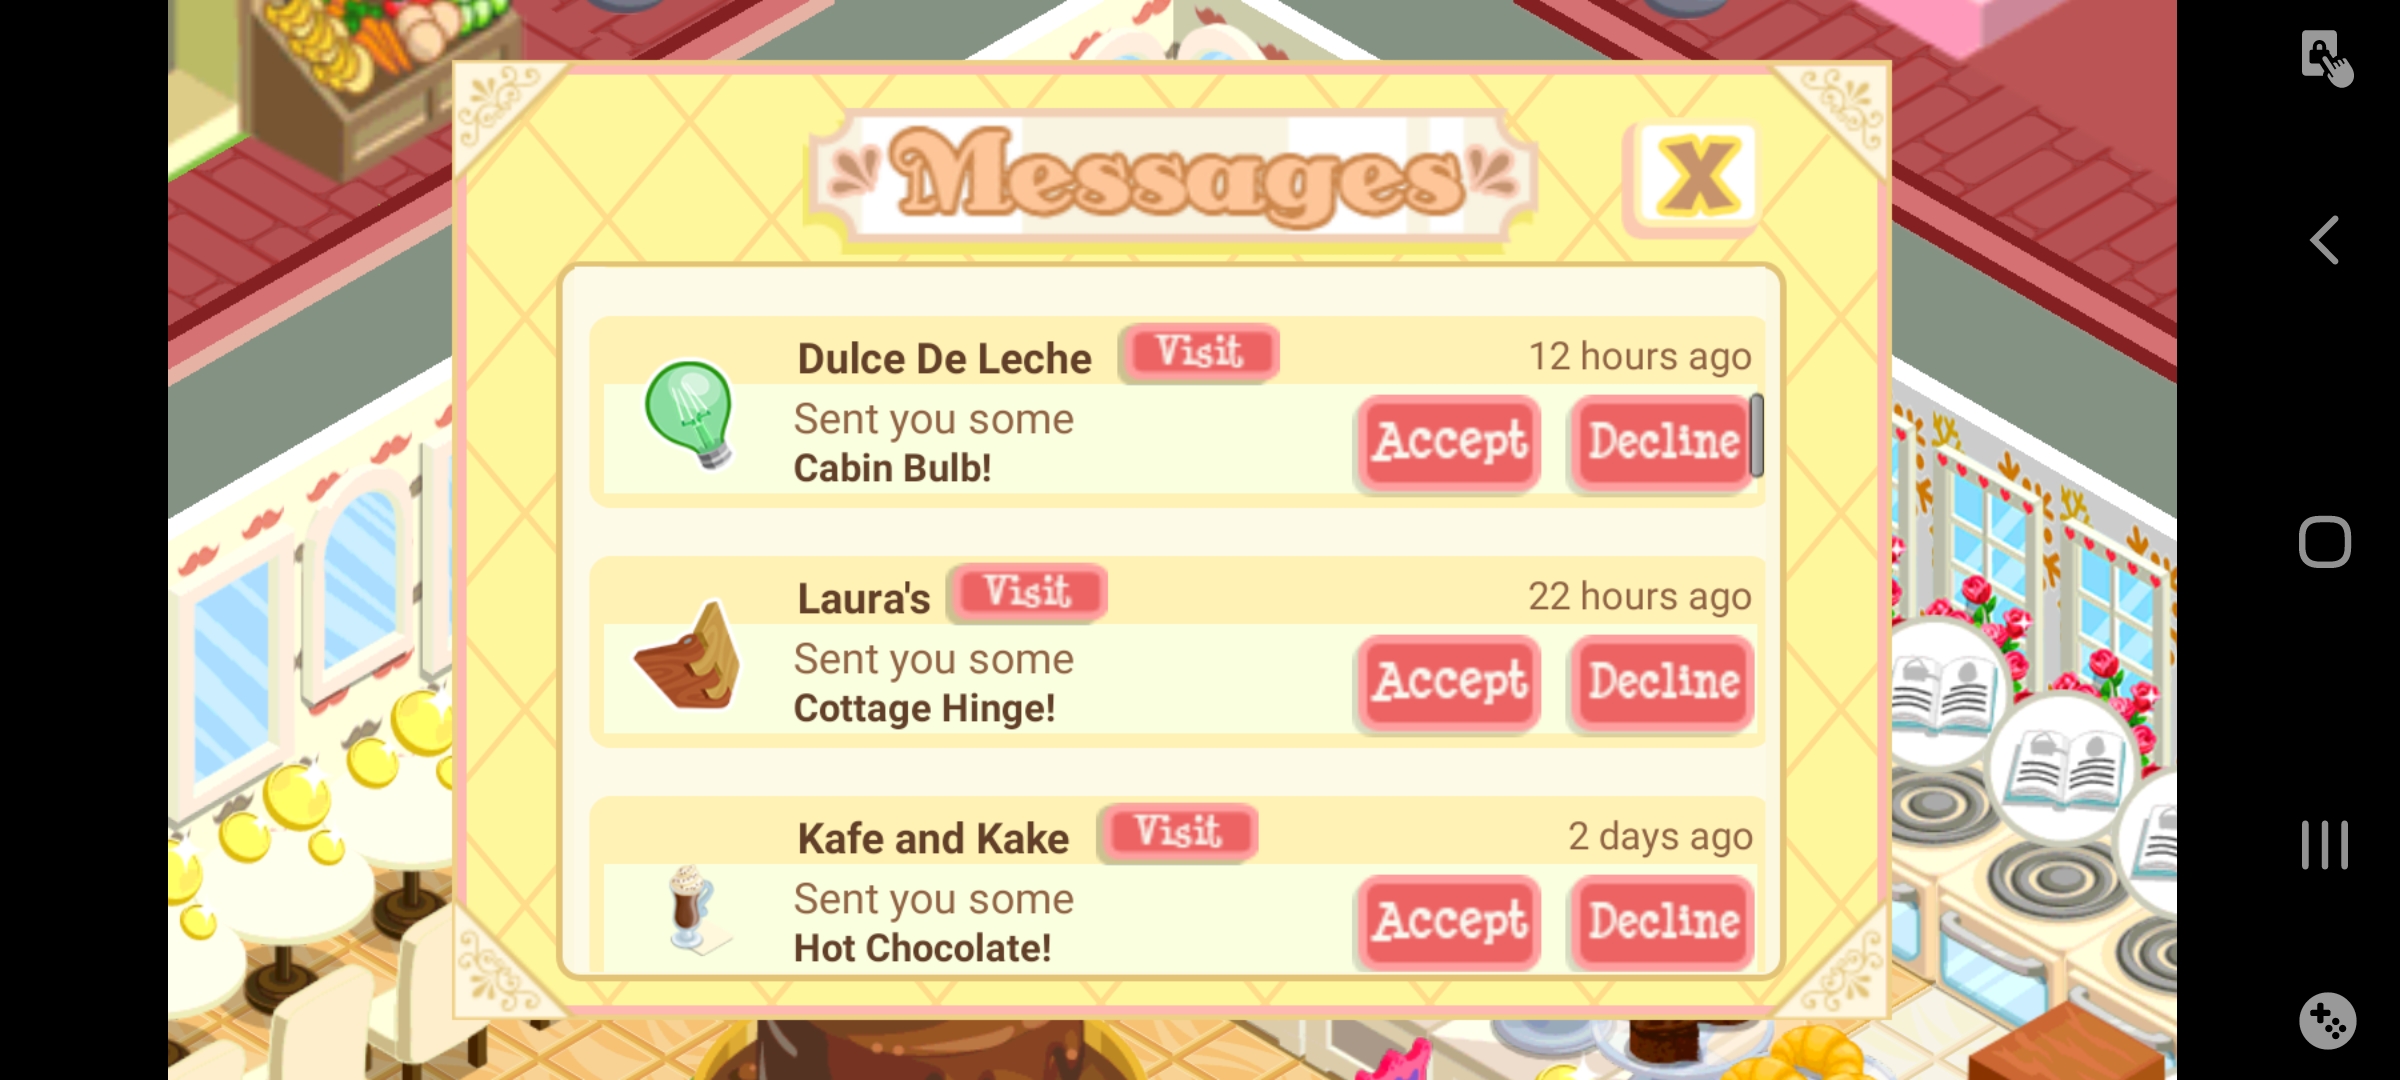 Messages
X
Dulce De Leche Visit 12 hours ago
Sent you some
Cabin Bulb!
Accept Decline
Laura's Visit 22 hours ago
Sent you some
Cottage Hinge!
Accept Decline
Kafe and Kake Visit 2 days ago
Sent you some
Hot Chocolate!
Accept Decline